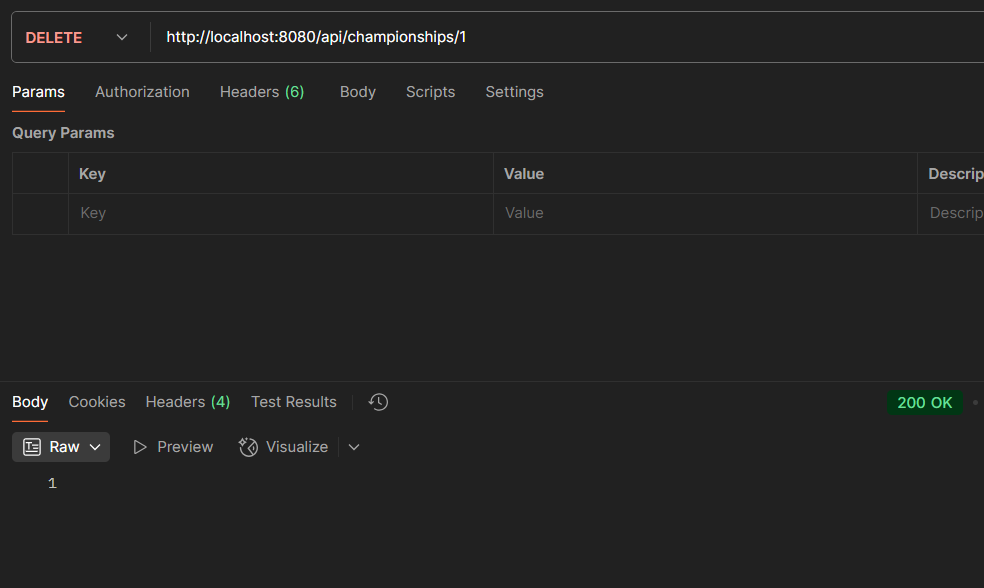 DELETE http://localhost:8080/api/championships/1
Params Authorization Headers (6) Body Scripts Settings
Query Params
Key Value Descrip
Key Value Descrip
Body Cookies Headers (4) Test Results 200 OK
Raw Preview Visualize
1